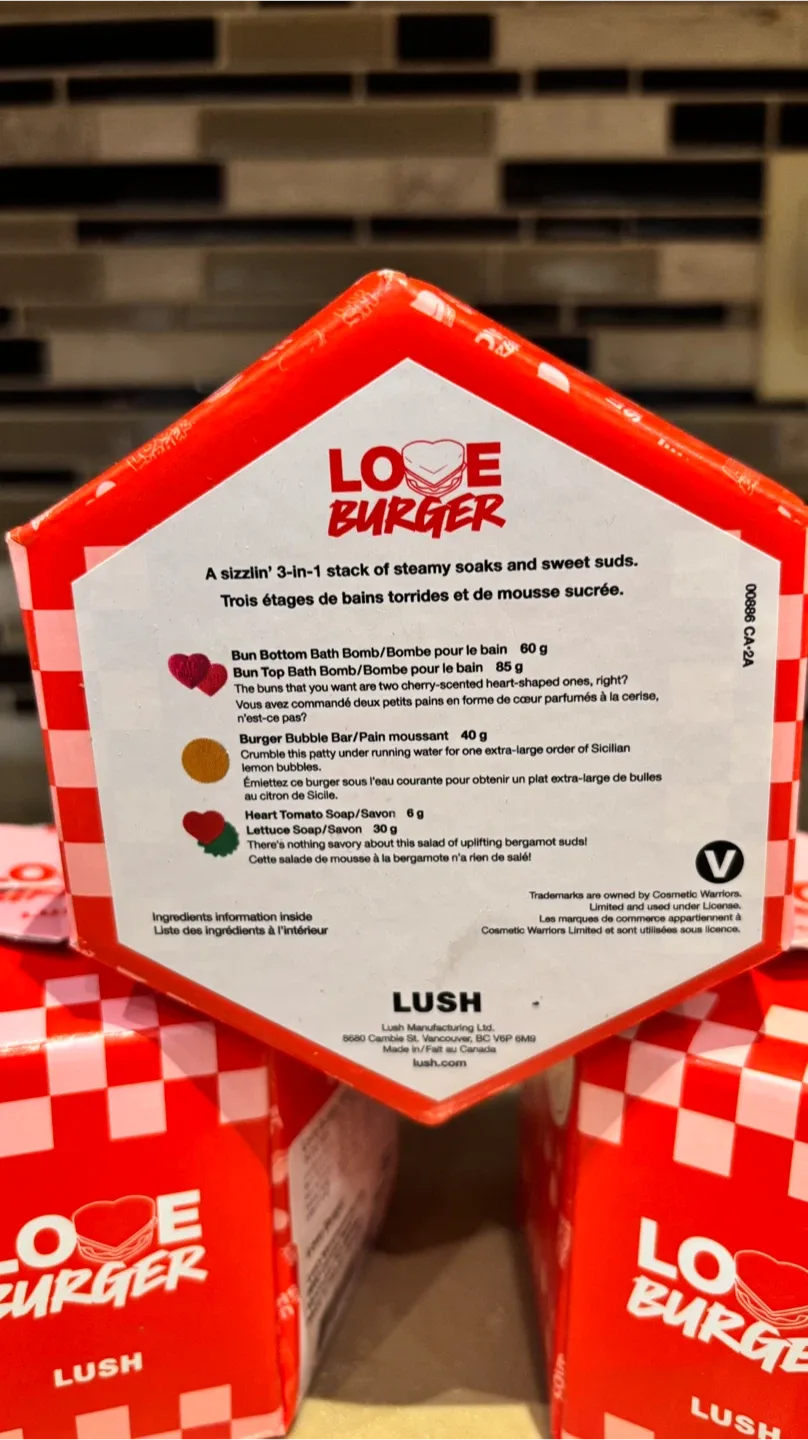 LOVE
BURGER
A sizzlin' 3-in-1 stack of steamy soaks and sweet suds.
Trois étages de bains torrides et de mousse sucrée.
00886 CA-2A
Bun Bottom Bath Bomb/Bombe pour le bain 60 g
Bun Top Bath Bomb/Bombe pour le bain 85 g
The buns that you want are two cherry-scented heart-shaped ones, right?
Vous avez commandé deux petits pains en forme de cœur parfumés à la cerise,
n'est-ce pas?
Burger Bubble Bar/Pain moussant 40 g
Crumble this patty under running water for one extra-large order of Sicilian
lemon bubbles.
Émiettez ce burger sous l'eau courante pour obtenir un plat extra-large de bulles
au citron de Sicile.
Heart Tomato Soap/Savon 6 g
Lettuce Soap/Savon 30 g
There's nothing savory about this salad of uplifting bergamot suds!
Cette salade de mousse à la bergamote n'a rien de salé!
V
Trademarks are owned by Cosmetic Warriors.
Limited and used under License.
Les marques de commerce appartiennent à
Cosmetic Warriors Limited et sont utilisées sous licence.
Ingredients information inside
Liste des ingrédients à l'intérieur
LUSH
Lush Manufacturing Ltd.
8680 Cambie St. Vancouver, BC V6P 6M9
Made in/Fait au Canada
lush.com
LOVE
BURGER
LUSH
LO
BURGE
LUSH